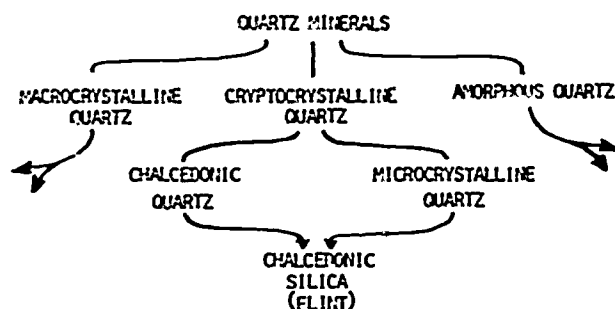 QUARTZ MINERALS
MACROCRYSTALLINE
QUARTZ
CRYPTOCRYSTALLINE
QUARTZ
AMORPHOUS QUARTZ
CHALCEDONIC
QUARTZ
MICROCRYSTALLINE
QUARTZ
CHALCEDONIC
SILICA
(FLINT)